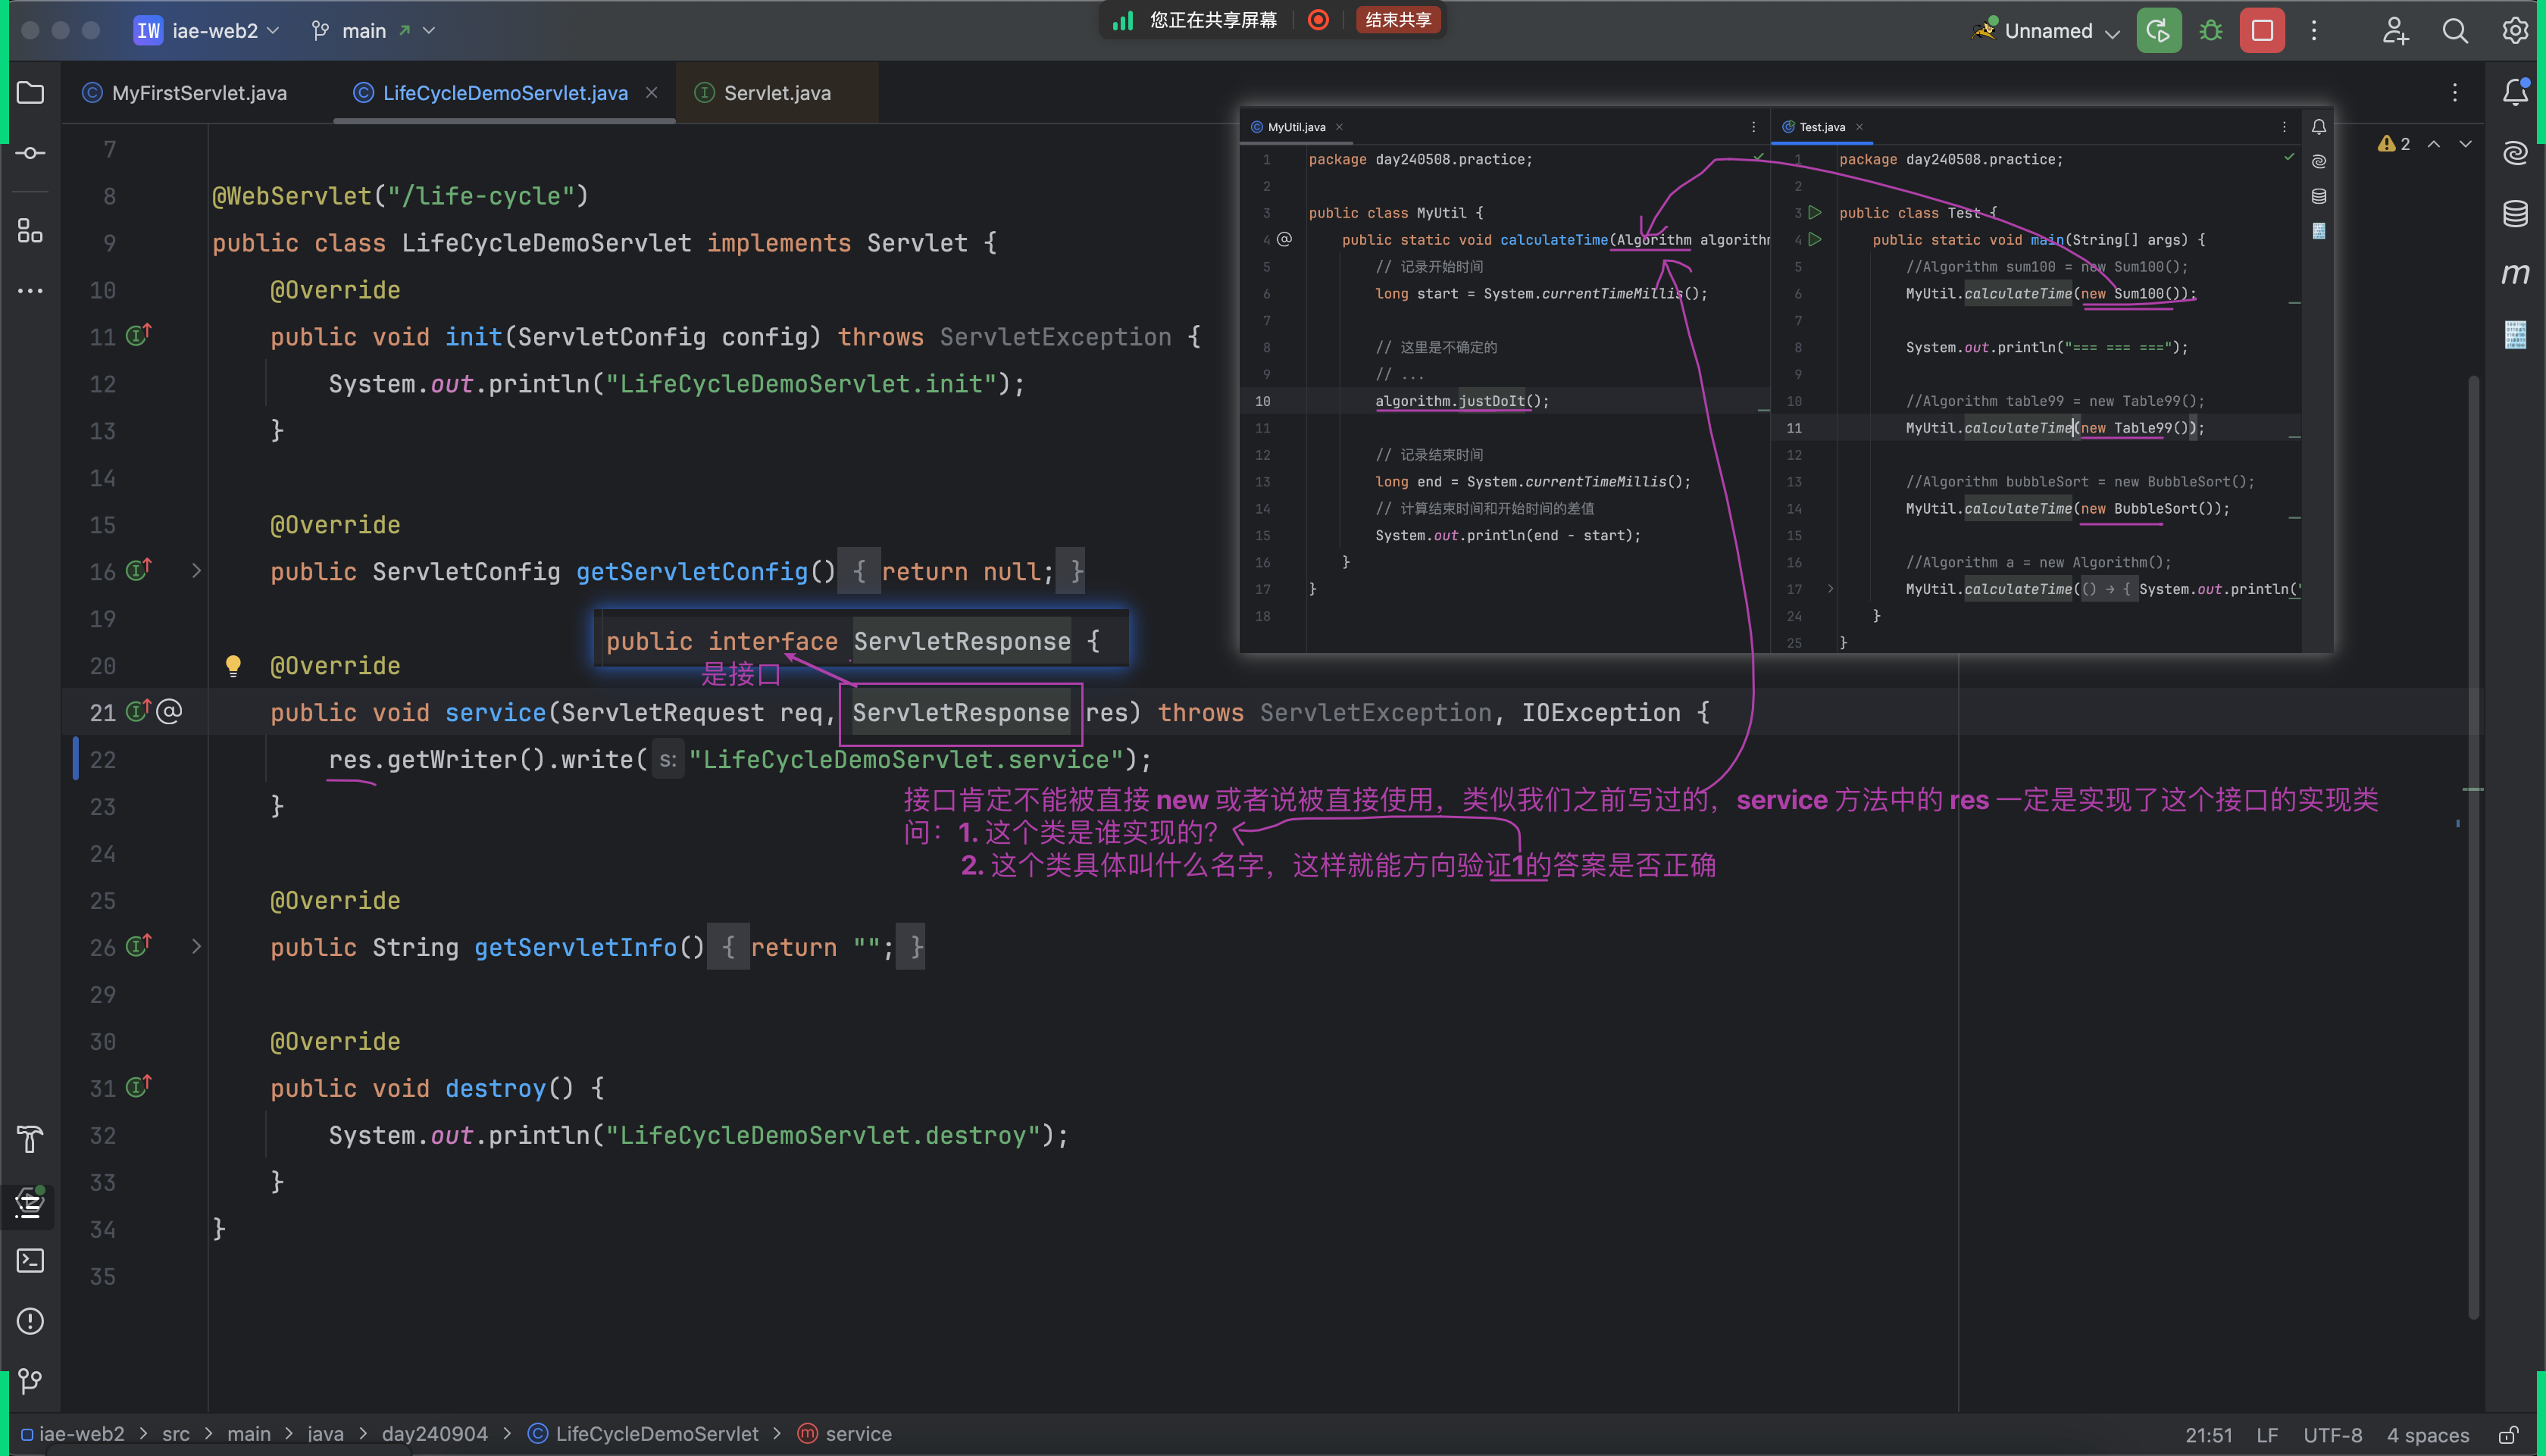 您正在共享屏幕
结束共享
IW iae-web2
main
Unnamed
MyFirstServlet.java
LifeCycleDemoServlet.java
Servlet.java
2
7
8 @WebServlet("/life-cycle")
9 public class LifeCycleDemoServlet implements Servlet {
10 @Override
11 public void init(ServletConfig config) throws ServletException {
12 System.out.println("LifeCycleDemoServlet.init");
13 }
14
15 @Override
16 public ServletConfig getServletConfig() { return null; }
19
public interface ServletResponse {
是接口
20 @Override
21 public void service(ServletRequest req, ServletResponse res) throws ServletException, IOException {
22 res.getWriter().write( s: "LifeCycleDemoServlet.service");
23 }
接口肯定不能被直接 new 或者说被直接使用，类似我们之前写过的，service 方法中的 res 一定是实现了这个接口的实现类
问：1. 这个类是谁实现的？
2. 这个类具体叫什么名字，这样就能方向验证1的答案是否正确
24
25 @Override
26 public String getServletInfo() { return ""; }
29
30 @Override
31 public void destroy() {
32 System.out.println("LifeCycleDemoServlet.destroy");
33 }
34 }
35
MyUtil.java
1 package day240508.practice;
2
3 public class MyUtil {
4 public static void calculateTime(Algorithm algorithm
5 // 记录开始时间
6 long start = System.currentTimeMillis();
7
8 // 这里是不确定的
9 // ...
10 algorithm.justDoIt();
11
12 // 记录结束时间
13 long end = System.currentTimeMillis();
14 // 计算结束时间和开始时间的差值
15 System.out.println(end - start);
16 }
17 }
18
Test.java
1 package day240508.practice;
2
3 public class Test {
4 public static void main(String[] args) {
5 //Algorithm sum100 = new Sum100();
6 MyUtil.calculateTime(new Sum100());
7
8 System.out.println("=== === ===");
9
10 //Algorithm table99 = new Table99();
11 MyUtil.calculateTime(new Table99());
12
13 //Algorithm bubbleSort = new BubbleSort();
14 MyUtil.calculateTime(new BubbleSort());
15
16 //Algorithm a = new Algorithm();
17 MyUtil.calculateTime(() → { System.out.println("
24 }
25 }
iae-web2 > src > main > java > day240904 > LifeCycleDemoServlet > service
21:51 LF UTF-8 4 spaces